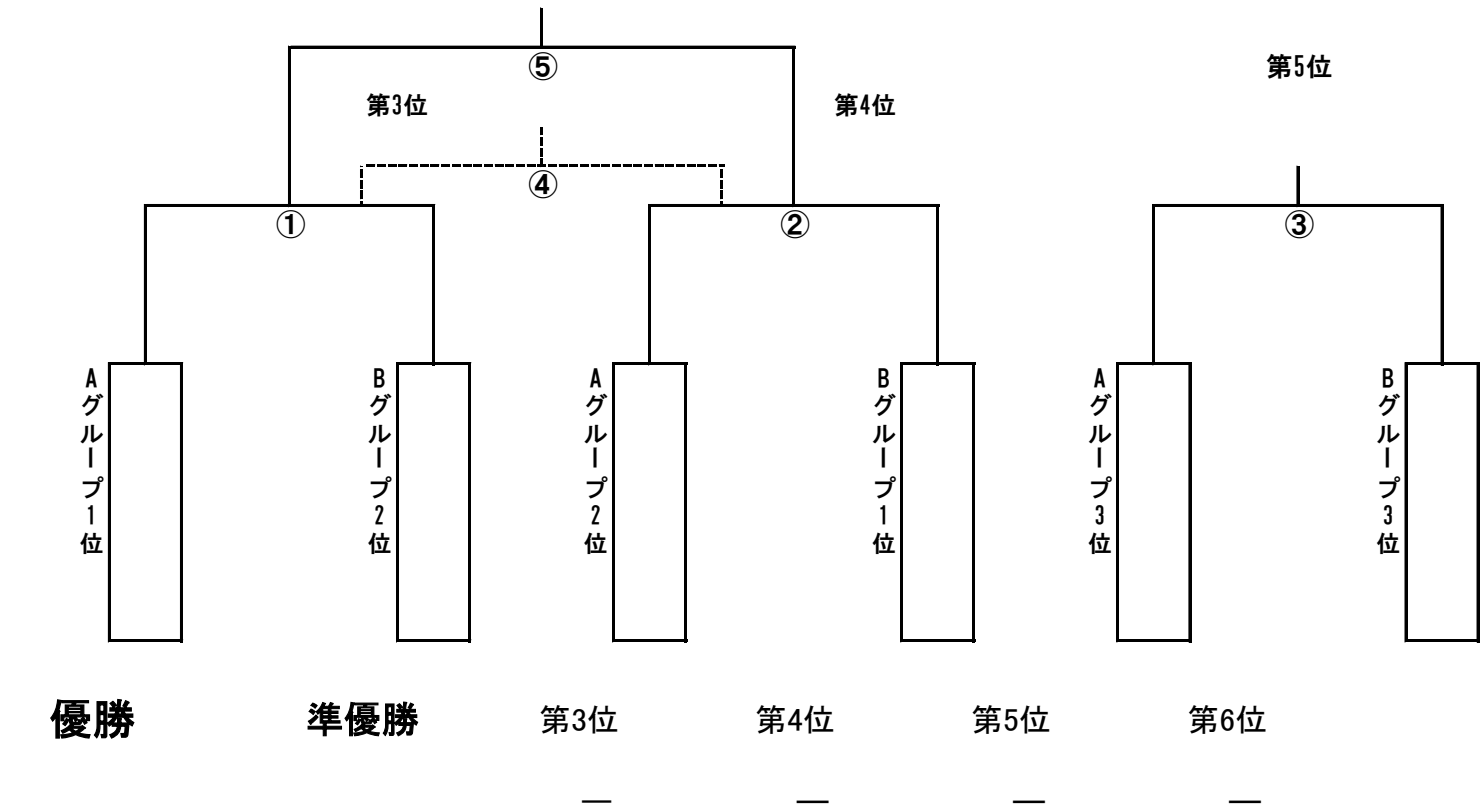 ⑤
第5位
第3位
第4位
④
①
②
③
Aグループ1位
Bグループ2位
Aグループ2位
Bグループ1位
Aグループ3位
Bグループ3位
優勝 準優勝 第3位 第4位 第5位 第6位
― ― ― ―